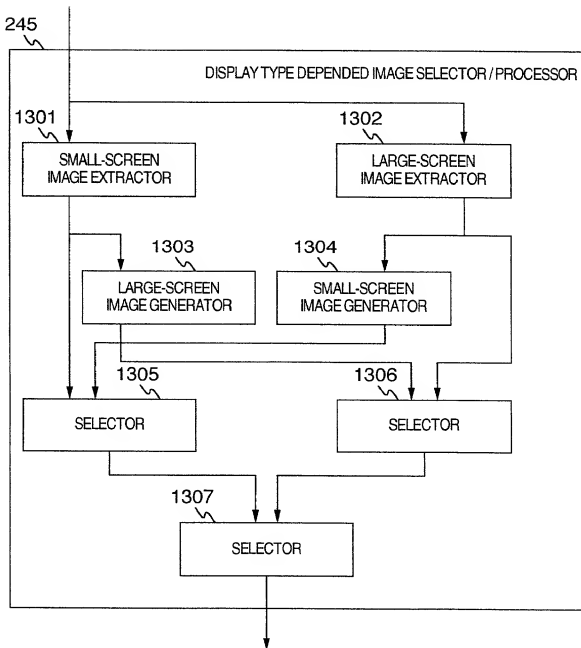 245
DISPLAY TYPE DEPENDED IMAGE SELECTOR / PROCESSOR
1301
1302
SMALL-SCREEN
IMAGE EXTRACTOR
LARGE-SCREEN
IMAGE EXTRACTOR
1303
1304
LARGE-SCREEN
IMAGE GENERATOR
SMALL-SCREEN
IMAGE GENERATOR
1305
1306
SELECTOR
SELECTOR
1307
SELECTOR